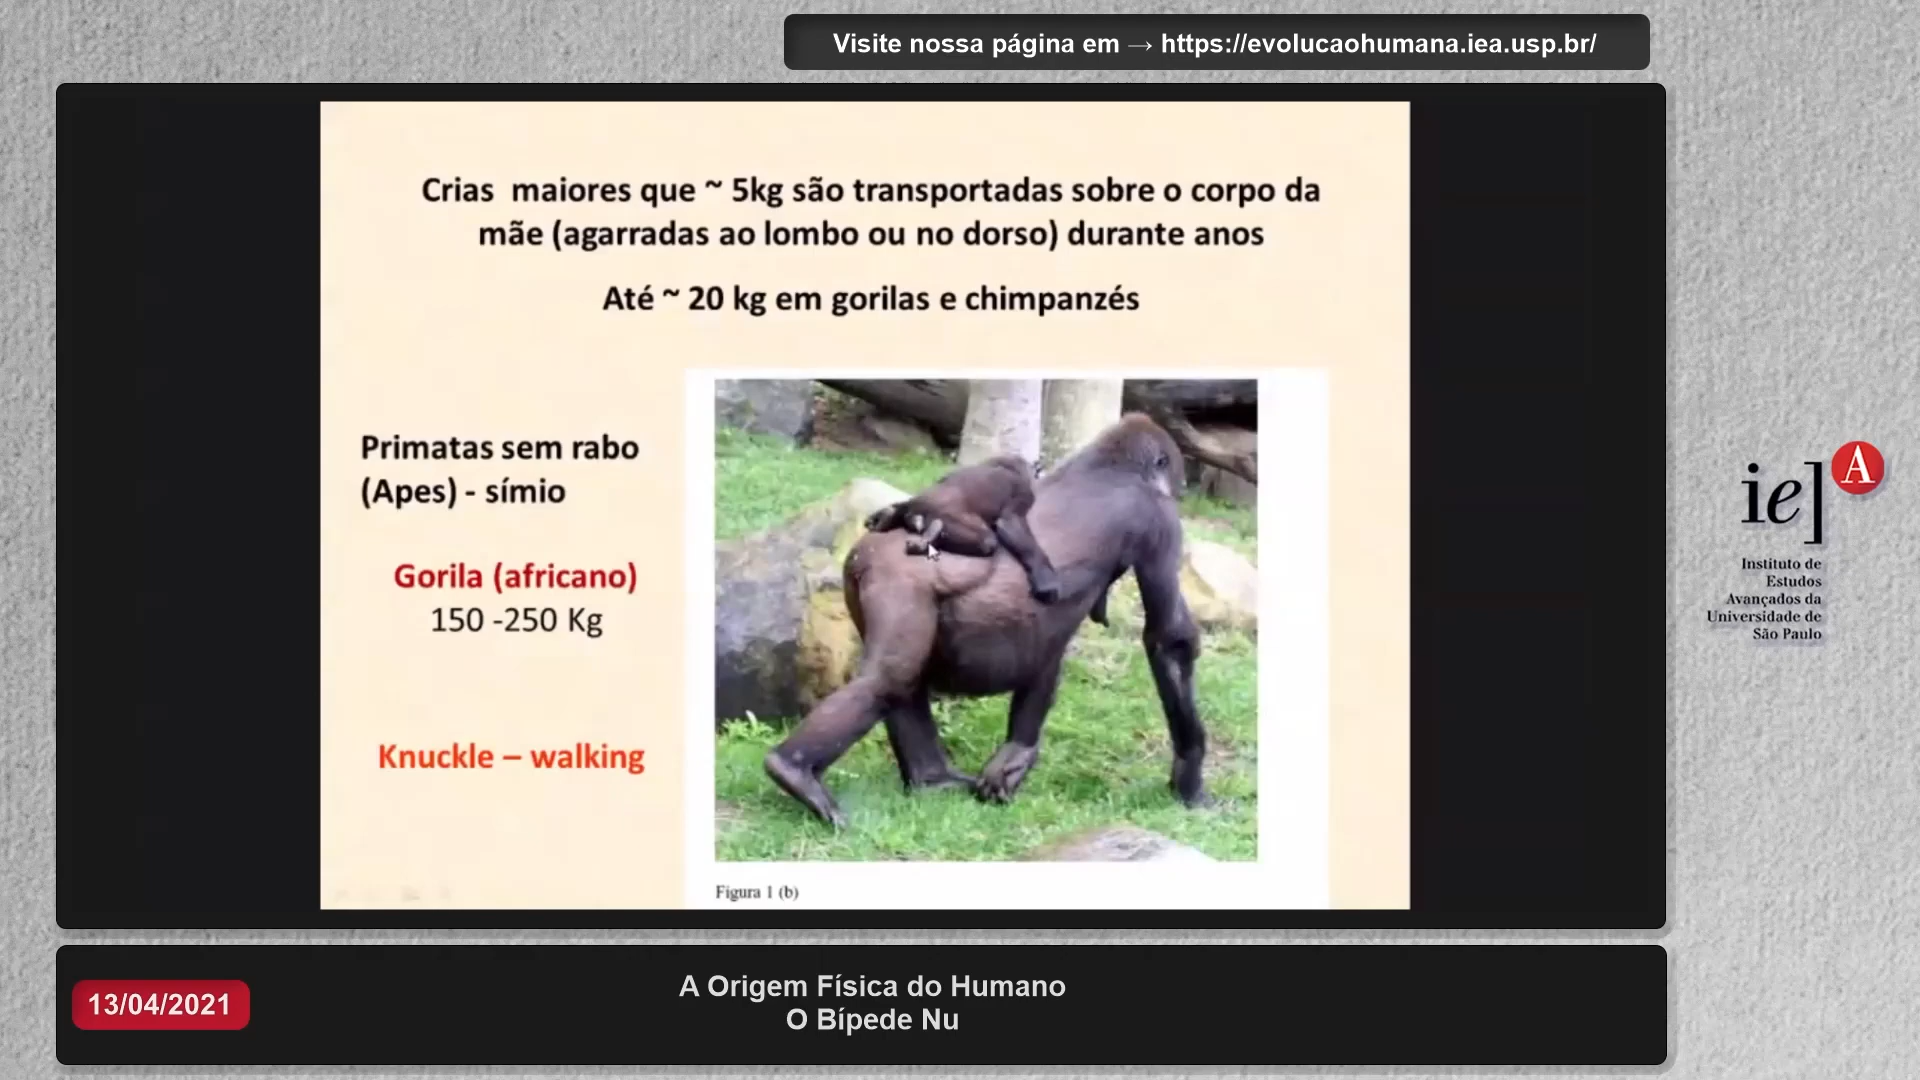 Visite nossa página em → https://evolucaohumana.iea.usp.br/
Crias maiores que ~ 5kg são transportadas sobre o corpo da
mãe (agarradas ao lombo ou no dorso) durante anos
Até ~ 20 kg em gorilas e chimpanzés
Primatas sem rabo
(Apes) - símio
Gorila (africano)
150 -250 Kg
Knuckle – walking
Figura 1 (b)
ie] A
Instituto de
Estudos
Avançados da
Universidade de
São Paulo
13/04/2021
A Origem Física do Humano
O Bípede Nu